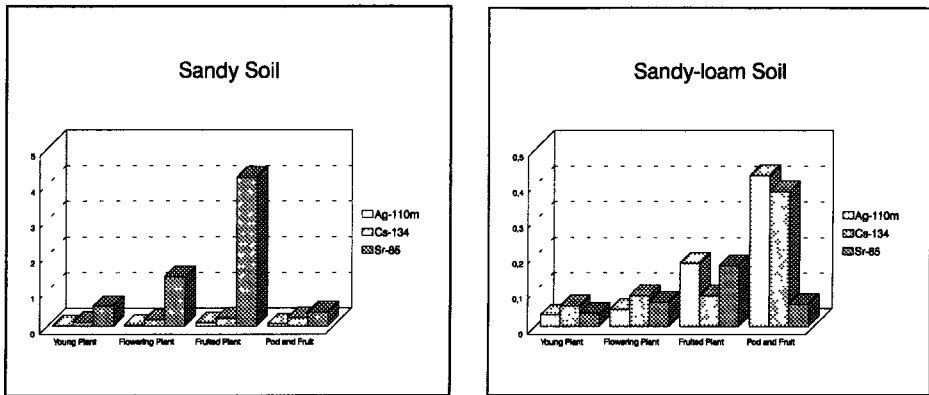 Sandy Soil
5
4
3
2
1
0
Young Plant
Flowering Plant
Fruited Plant
Pod and Fruit
Ag-110m
Cs-134
Sr-85
Sandy-loam Soil
0,5
0,4
0,3
0,2
0,1
0
Young Plant
Flowering Plant
Fruited Plant
Pod and Fruit
Ag-110m
Cs-134
Sr-85